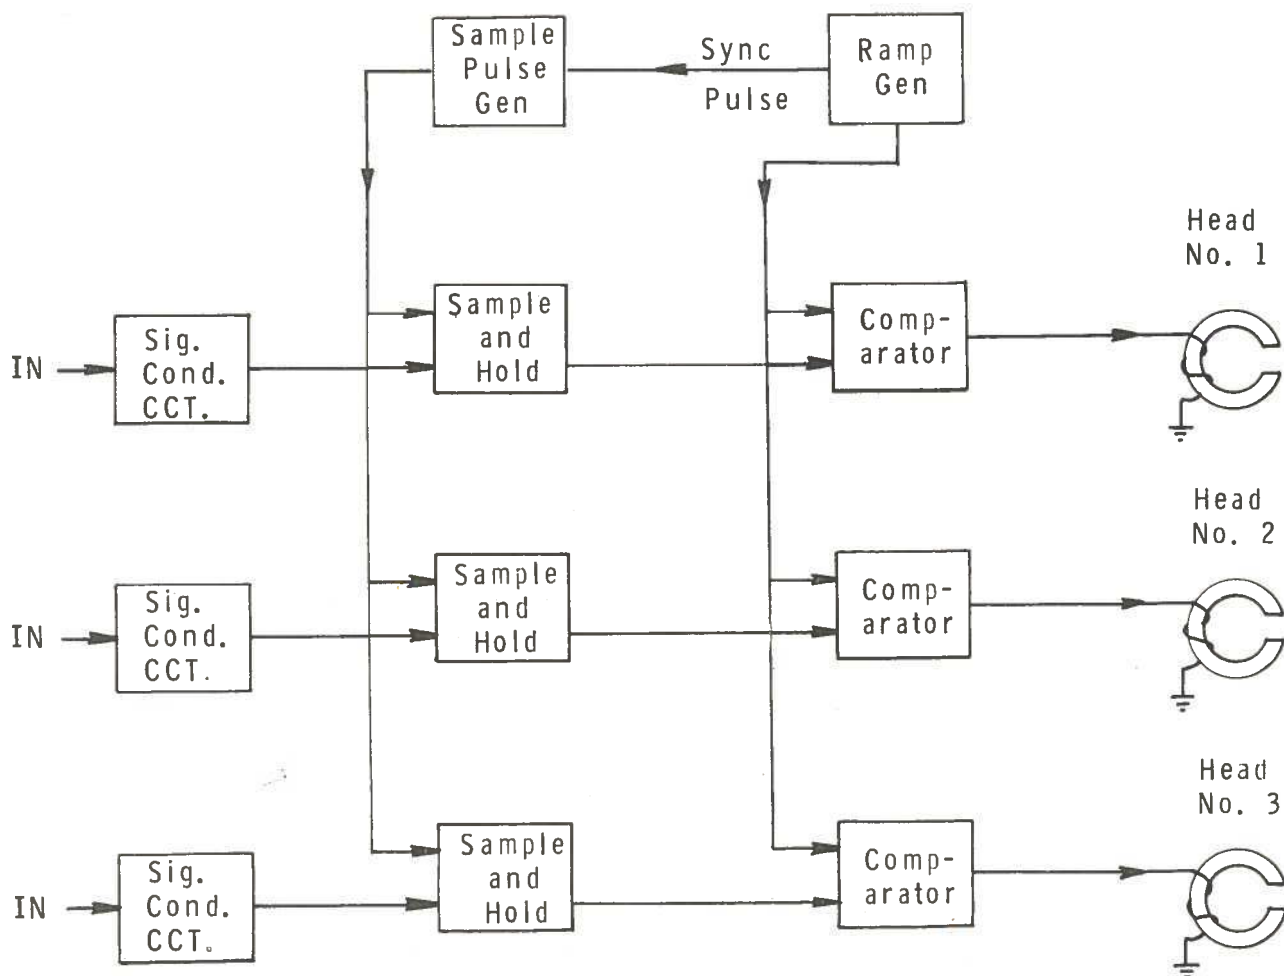 Sample
Pulse
Gen
Sync
Pulse
Ramp
Gen
Head
No. 1
IN
Sig.
Cond.
CCT.
Sample
and
Hold
Comp-
arator
Head
No. 2
IN
Sig.
Cond.
CCT.
Sample
and
Hold
Comp-
arator
Head
No. 3
IN
Sig.
Cond.
CCT.
Sample
and
Hold
Comp-
arator